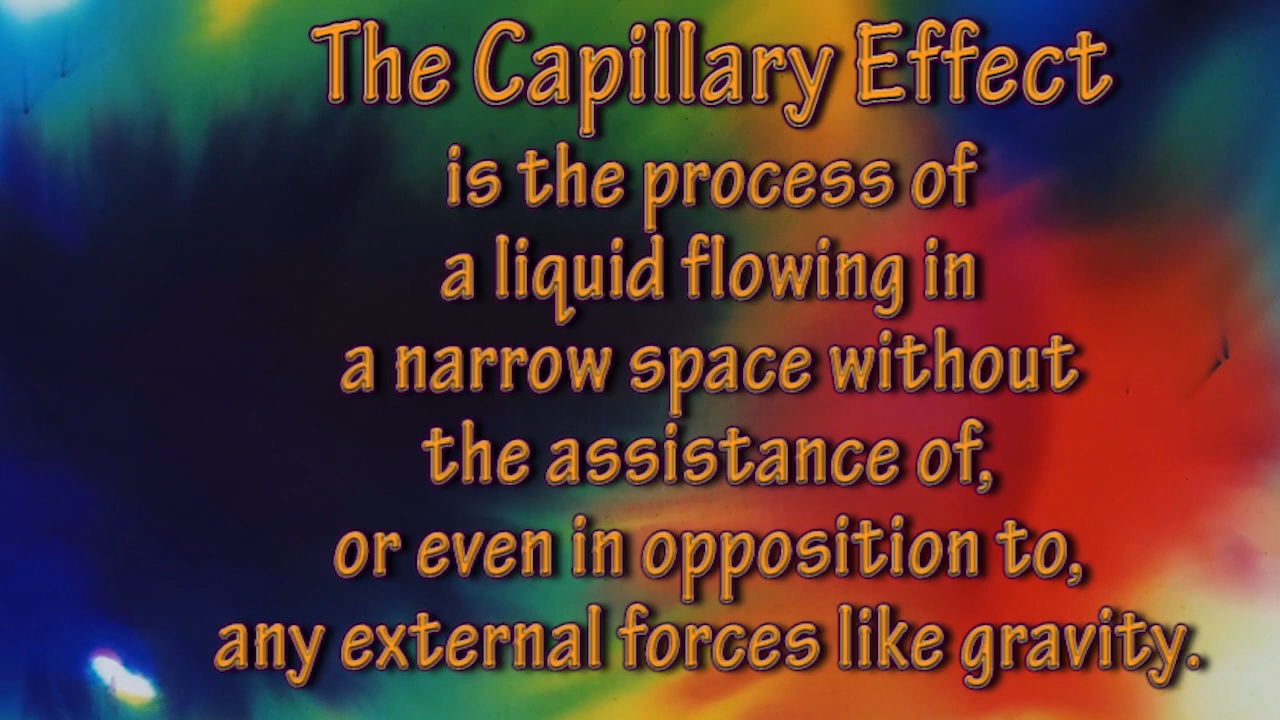 The Capillary Effect
is the process of
a liquid flowing in
a narrow space without
the assistance of,
or even in opposition to,
any external forces like gravity.